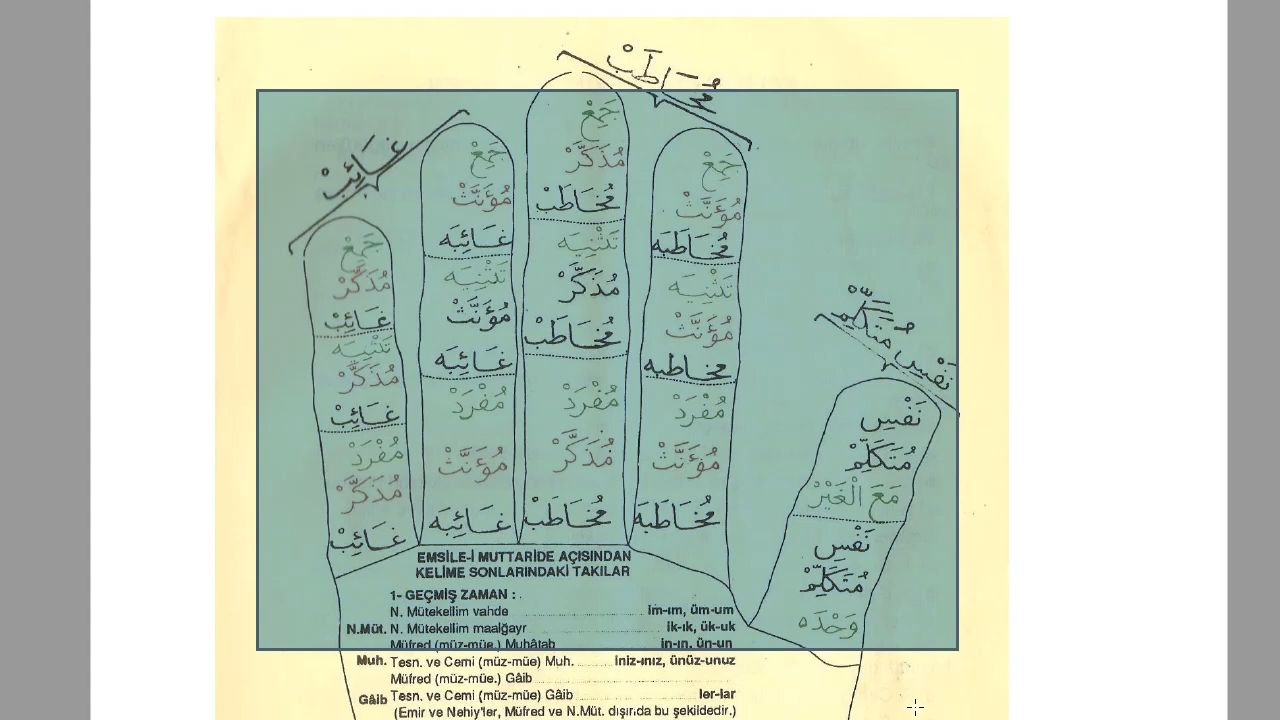 مُخَاطَبْ
غَائِبْ
جَمِعْ
مُذَكَّرْ
غَائِبْ
تَثْنِيَه
مُذَكَّرْ
غَائِبْ
مُفْرَدْ
مُذَكَّرْ
غَائِبْ
جَمِعْ
مُؤَنَّثْ
غَائِبَه
تَثْنِيَه
مُؤَنَّثْ
غَائِبَه
مُفْرَدْ
مُؤَنَّثْ
غَائِبَه
جَمِعْ
مُذَكَّرْ
مُخَاطَبْ
تَثْنِيَه
مُذَكَّرْ
مُخَاطَبْ
مُفْرَدْ
مُذَكَّرْ
مُخَاطَبْ
جَمِعْ
مُؤَنَّثْ
مُخَاطَبَه
تَثْنِيَه
مُؤَنَّثْ
مخاطبه
مُفْرَدْ
مُؤَنَّثْ
مُخَاطَبَه
نَفْسِ مُتَكَلِّمْ
نَفْسِ
مُتَكَلِّمْ
مَعَ الْغَيْرْ
نَفْسِ
مُتَكَلِّمْ
وَحْدَه
EMSİLE-İ MUTTARİDE AÇISINDAN
KELİME SONLARINDAKİ TAKILAR
1- GEÇMİŞ ZAMAN :
N. Mütekellim vahde ........ im-ım, üm-um
N.Müt. N. Mütekellim maalğayr ........ ik-ık, ük-uk
Müfred (müz-müe.) Muhâtab ........ in-ın, ün-un
Muh. Tesn. ve Cemi (müz-müe) Muh. ........ iniz-ınız, ünüz-unuz
Müfred (müz-müe.) Gâib ........
Gâib Tesn. ve Cemi (müz-müe) Gâib ........ ler-lar
(Emir ve Nehiy'ler, Müfred ve N.Müt. dışında bu şekildedir.)